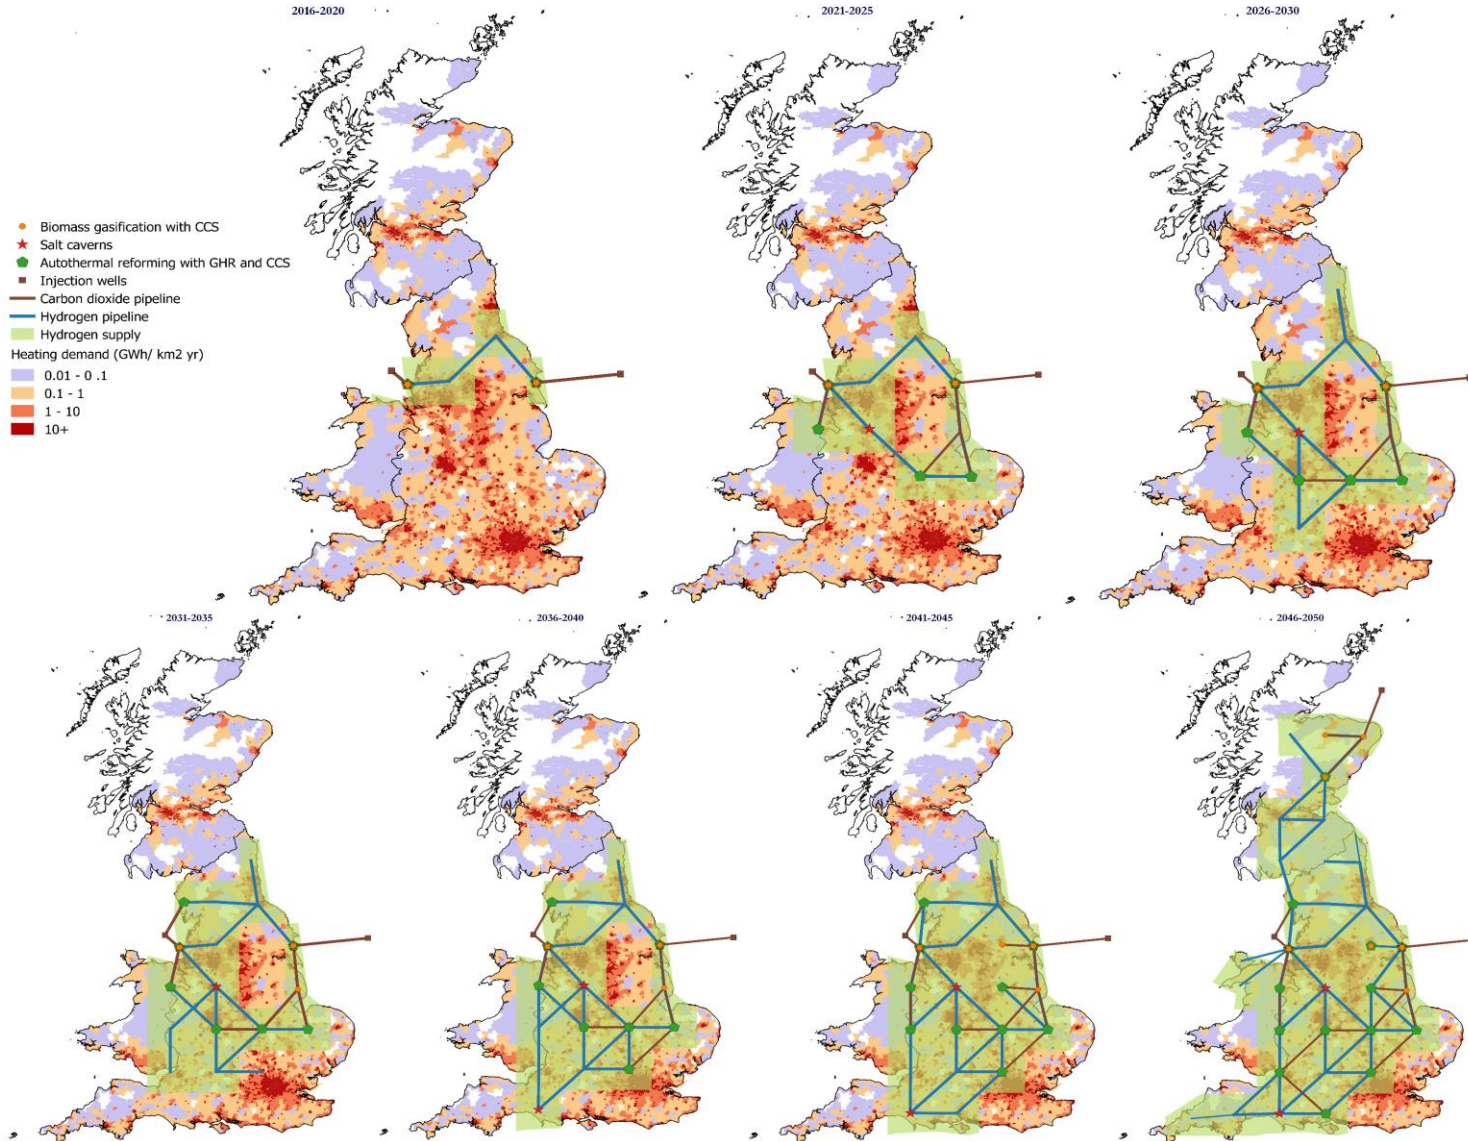 2016-2020
2021-2025
2026-2030
Biomass gasification with CCS
Salt caverns
Autothermal reforming with GHR and CCS
Injection wells
Carbon dioxide pipeline
Hydrogen pipeline
Hydrogen supply
Heating demand (GWh/ km2 yr)
0.01 - 0 .1
0.1 - 1
1 - 10
10+
2031-2035
2036-2040
2041-2045
2046-2050